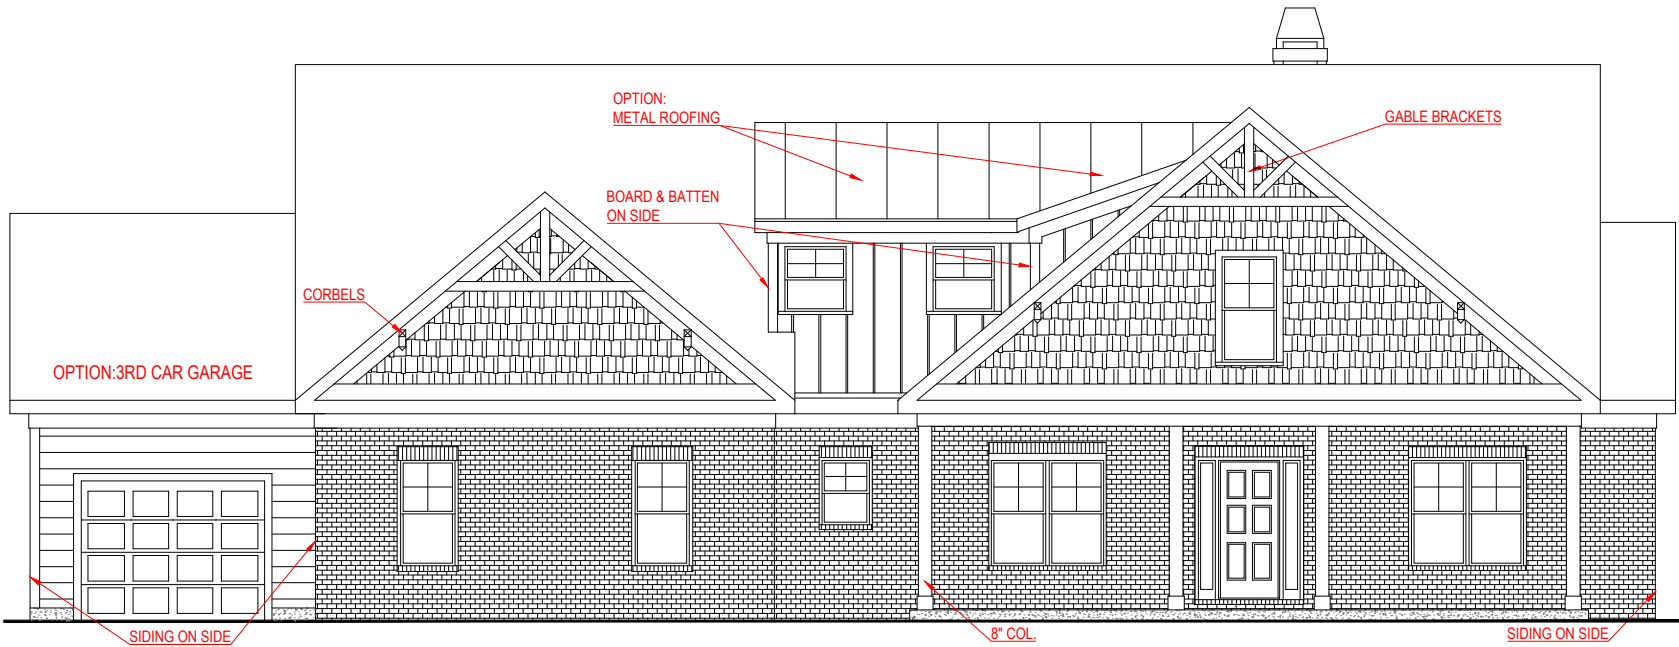 OPTION:
METAL ROOFING
GABLE BRACKETS
BOARD & BATTEN
ON SIDE
CORBELS
OPTION:3RD CAR GARAGE
SIDING ON SIDE
8" COL.
SIDING ON SIDE